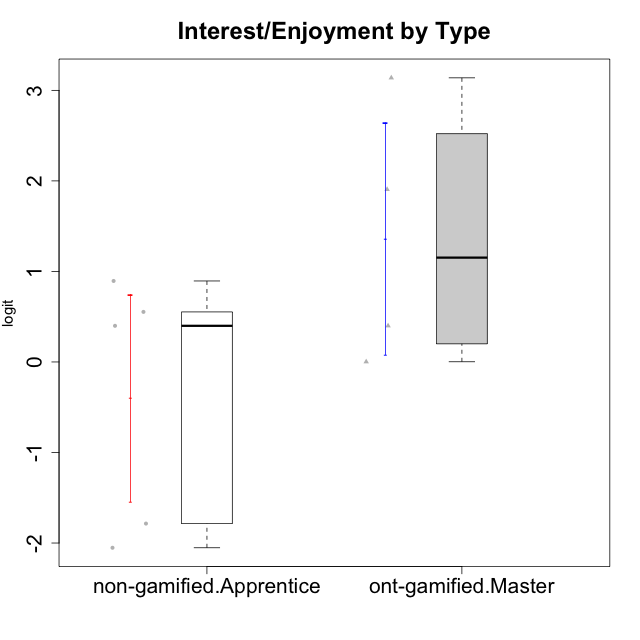 Interest/Enjoyment by Type
3
2
1
0
-1
-2
logit
non-gamified.Apprentice
ont-gamified.Master